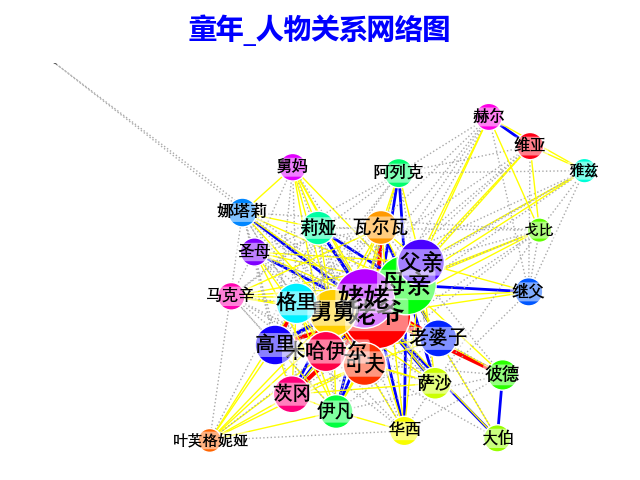 童年_人物关系网络图
赫尔
维亚
舅妈
阿列克
雅兹
娜塔莉
莉娅
瓦尔瓦
戈比
圣母
父亲
母亲
马克辛
格里
姥姥
继父
舅舅
老爷
高里
米
哈伊尔
老婆子
可夫
彼德
茨冈
萨沙
伊凡
华西
大伯
叶芙格妮娅